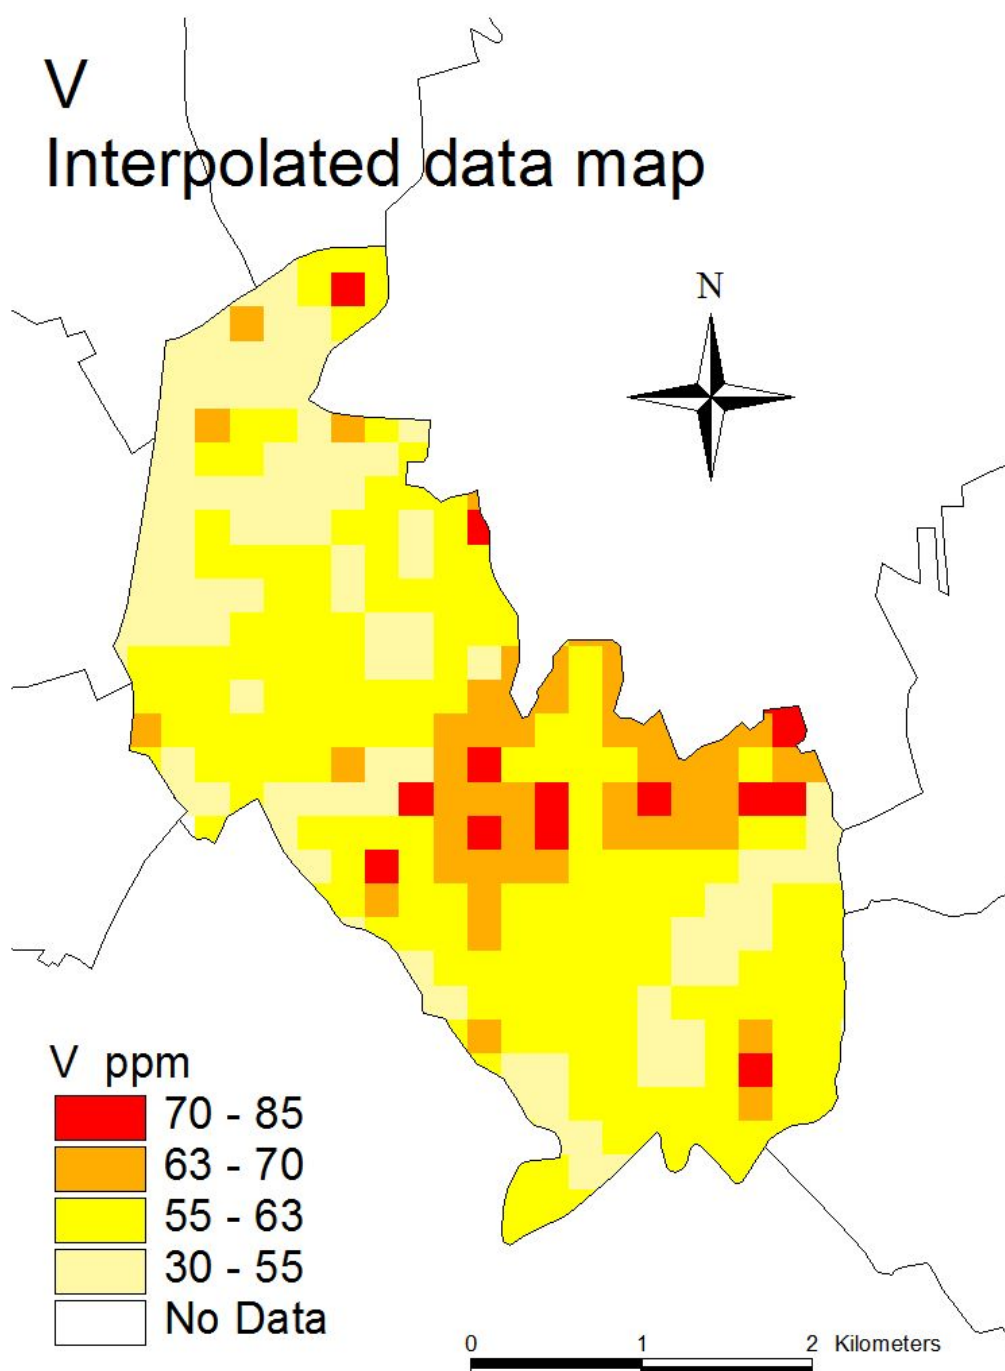 V
Interpolated data map
N
V ppm
70 - 85
63 - 70
55 - 63
30 - 55
No Data
0 1 2 Kilometers